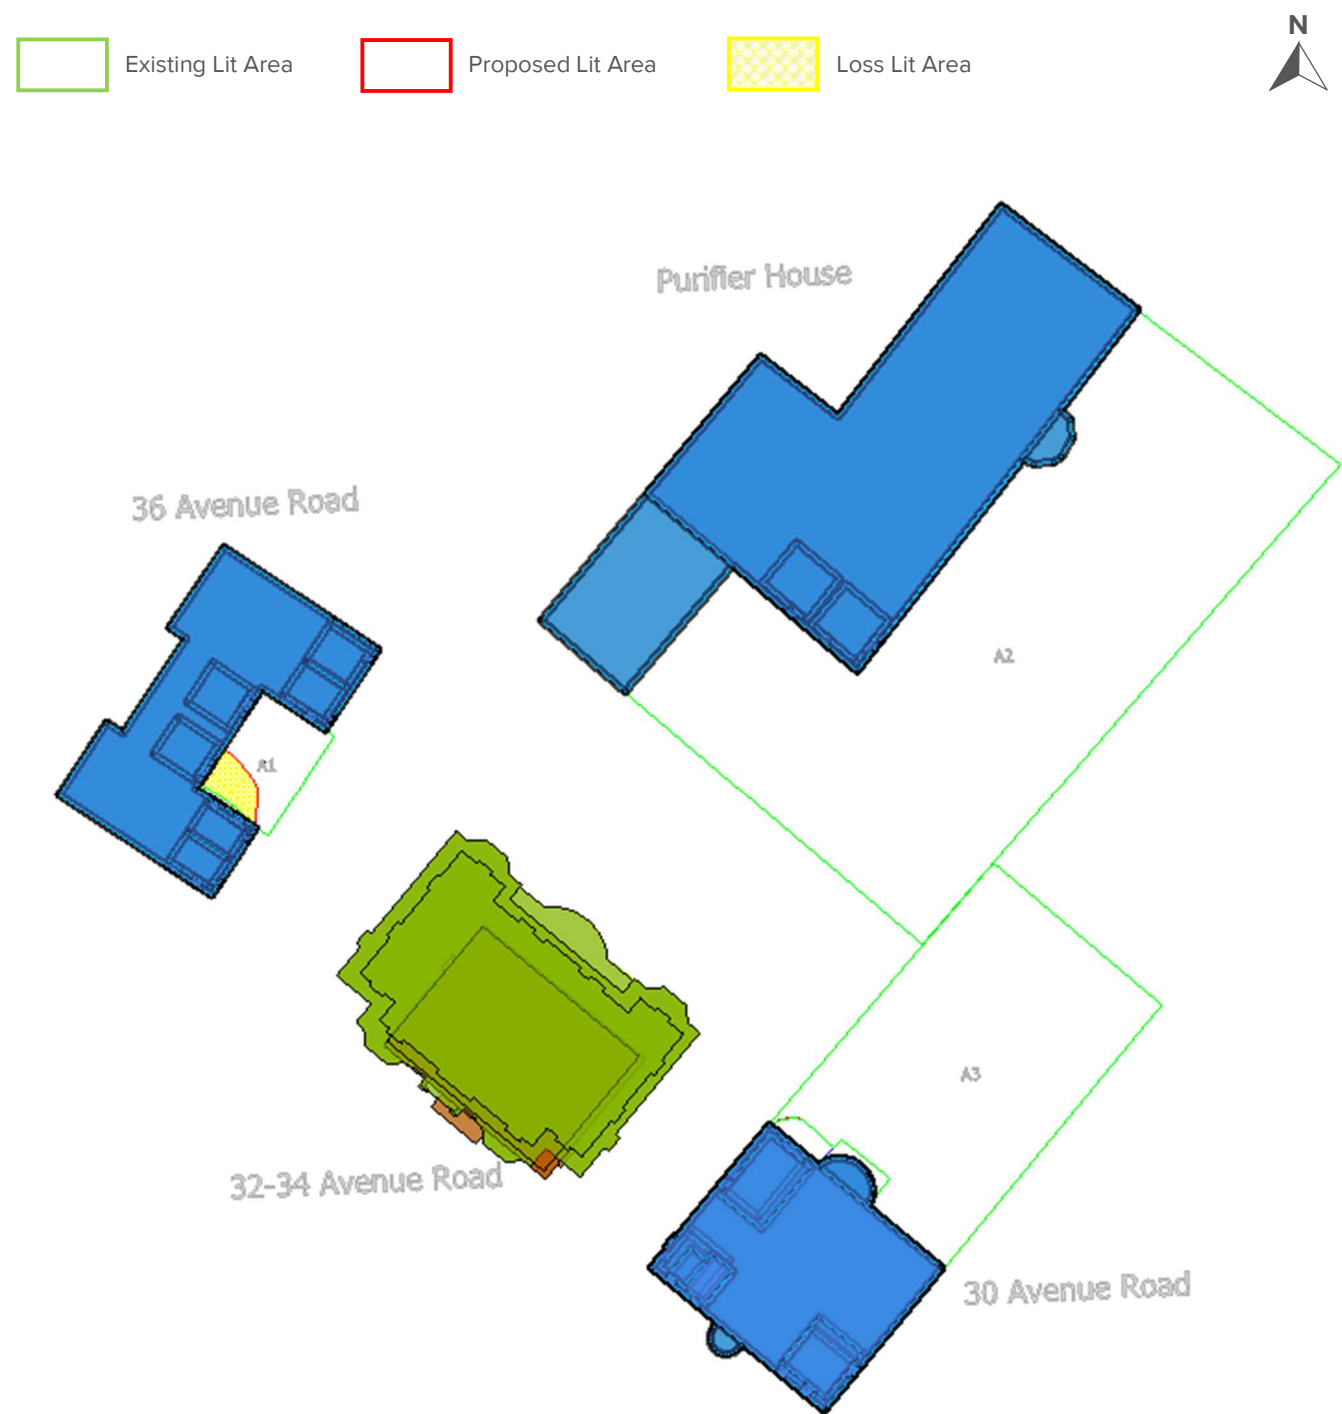 N
Existing Lit Area
Proposed Lit Area
Loss Lit Area
Purifier House
36 Avenue Road
A2
A1
A3
32-34 Avenue Road
30 Avenue Road